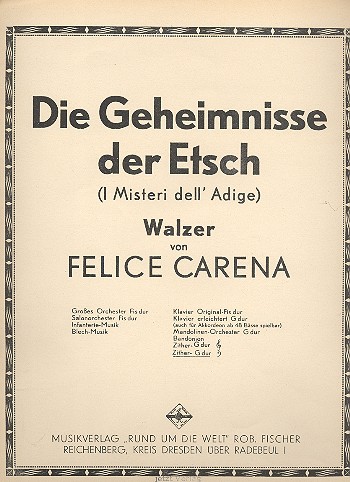 Die Geheimnisse
der Etsch
(I Misteri dell' Adige)
Walzer
von
FELICE CARENA
Großes Orchester Fis dur
Salonorchester Fis dur
Infanterie-Musik
Blech-Musik
Klavier Original-Fis dur
Klavier erleichtert G dur
(auch für Akkordeon ab 48 Bässe spielbar)
Mandolinen-Orchester G dur
Bandonion
Zither-G dur
Zither-G dur
MUSIKVERLAG „RUND UM DIE WELT" ROB. FISCHER
REICHENBERG, KREIS DRESDEN ÜBER RADEBEUL I